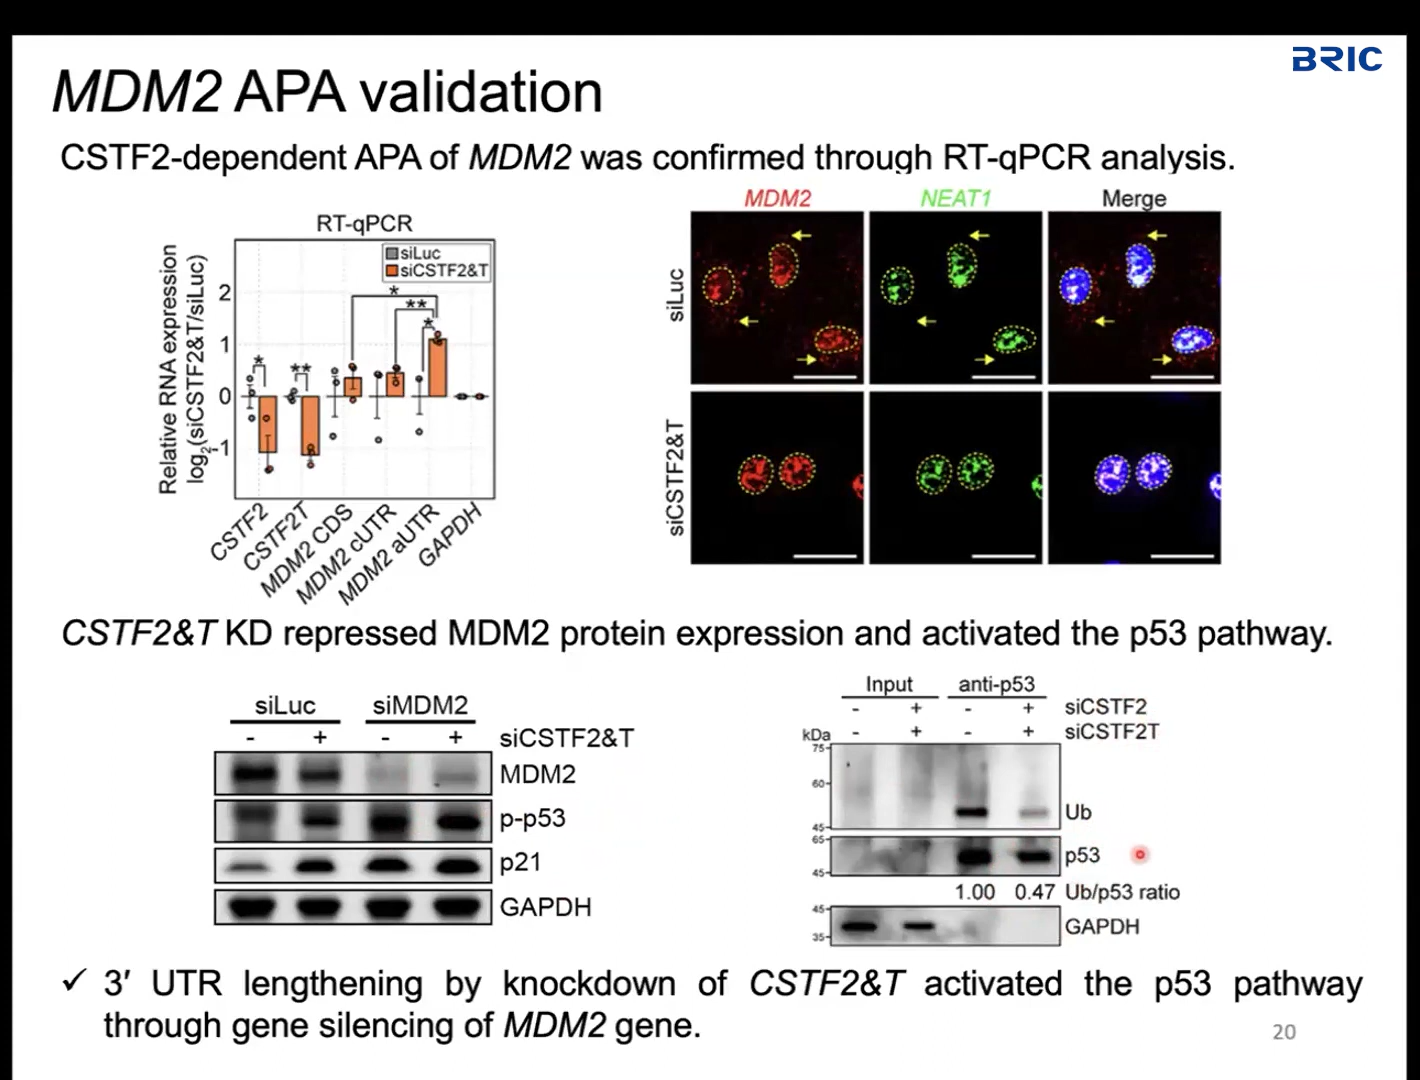 BRIC
MDM2 APA validation
CSTF2-dependent APA of MDM2 was confirmed through RT-qPCR analysis.
RT-qPCR
Relative RNA expression
log2(siCSTF2&T/siLuc)
siLuc
siCSTF2&T
2
1
0
-1
*
**
*
**
*
CSTF2
CSTF2T
MDM2 CDS
MDM2 cUTR
MDM2 aUTR
GAPDH
MDM2 NEAT1 Merge
siLuc
siCSTF2&T
CSTF2&T KD repressed MDM2 protein expression and activated the p53 pathway.
siLuc siMDM2
- + - + siCSTF2&T
MDM2
p-p53
p21
GAPDH
Input anti-p53
- + - + siCSTF2
- + - + siCSTF2T
kDa
75-
60-
Ub
45-
65-
p53
45-
1.00 0.47 Ub/p53 ratio
45-
GAPDH
35-
✓ 3′ UTR lengthening by knockdown of CSTF2&T activated the p53 pathway
through gene silencing of MDM2 gene.
20